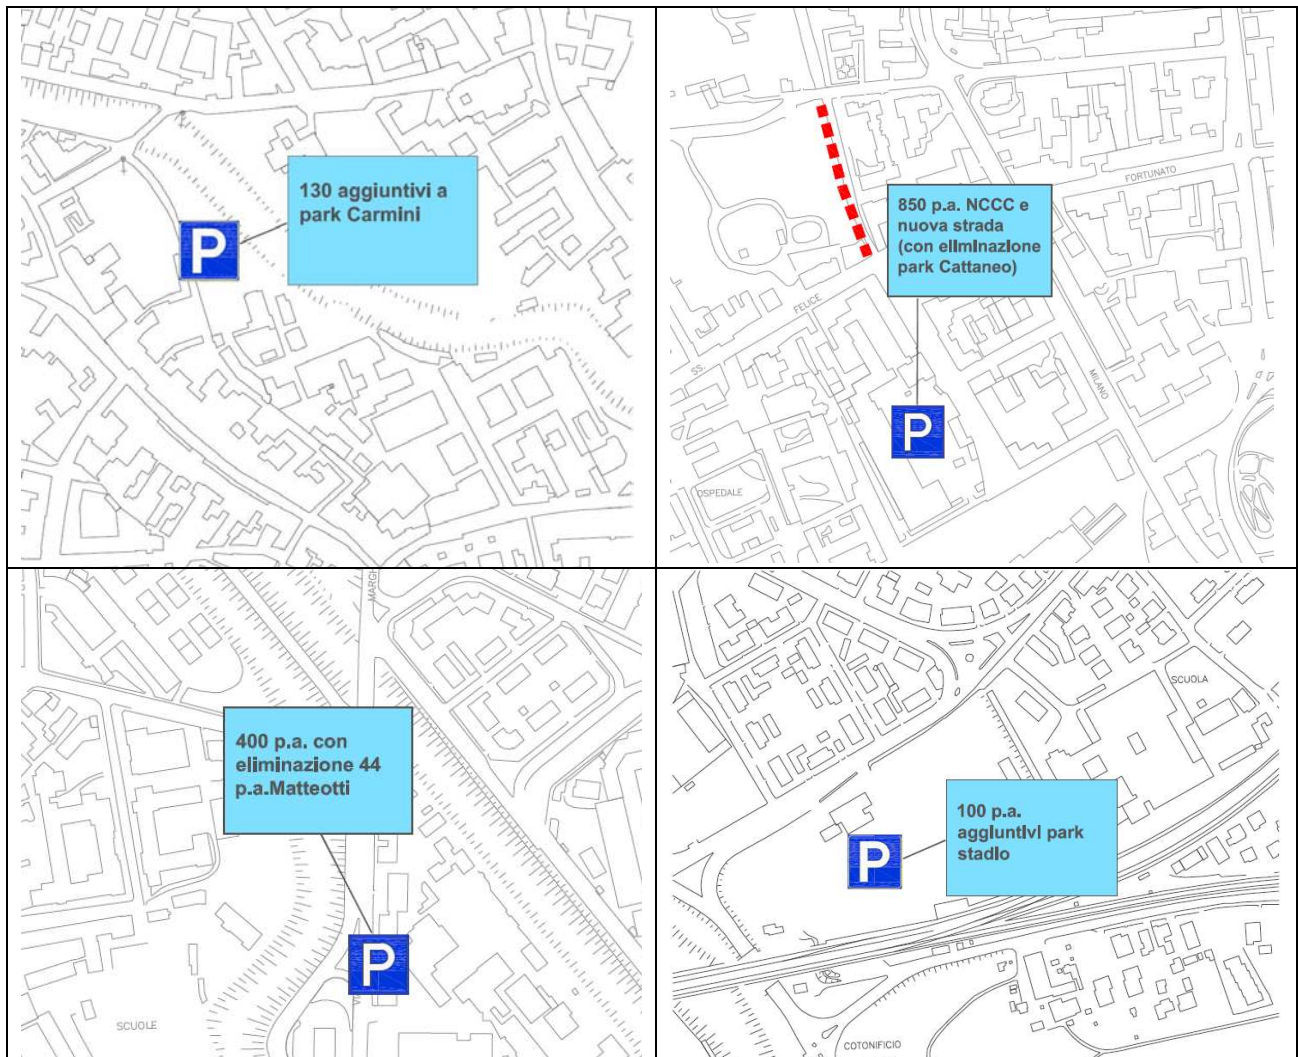 130 aggiuntivi a
park Carmini
P
FORTUNATO
850 p.a. NCCC e
nuova strada
(con eliminazione
park Cattaneo)
FELICE
SS.
MILANO
P
OSPEDALE
400 p.a. con
eliminazione 44
p.a.Matteotti
P
SCUOLE
SCUOLA
100 p.a.
aggiuntivi park
stadio
P
COTONIFICIO